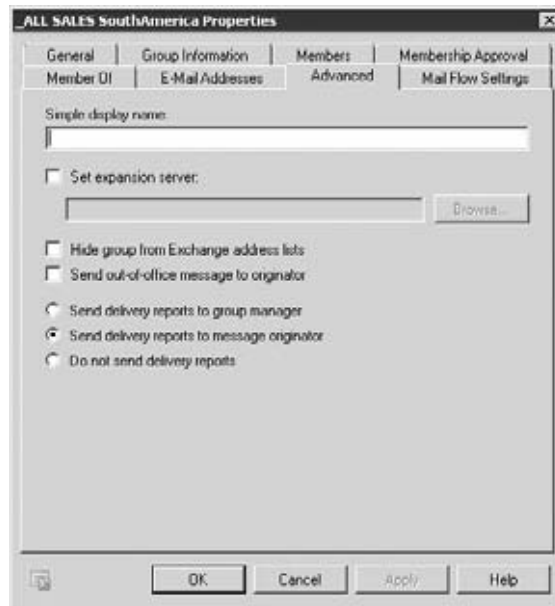 _ALL SALES SouthAmerica Properties
General Group Information Members Membership Approval
Member Of E-Mail Addresses Advanced Mail Flow Settings
Simple display name:
Set expansion server:
Browse...
Hide group from Exchange address lists
Send out-of-office message to originator
Send delivery reports to group manager
Send delivery reports to message originator
Do not send delivery reports
OK Cancel Apply Help